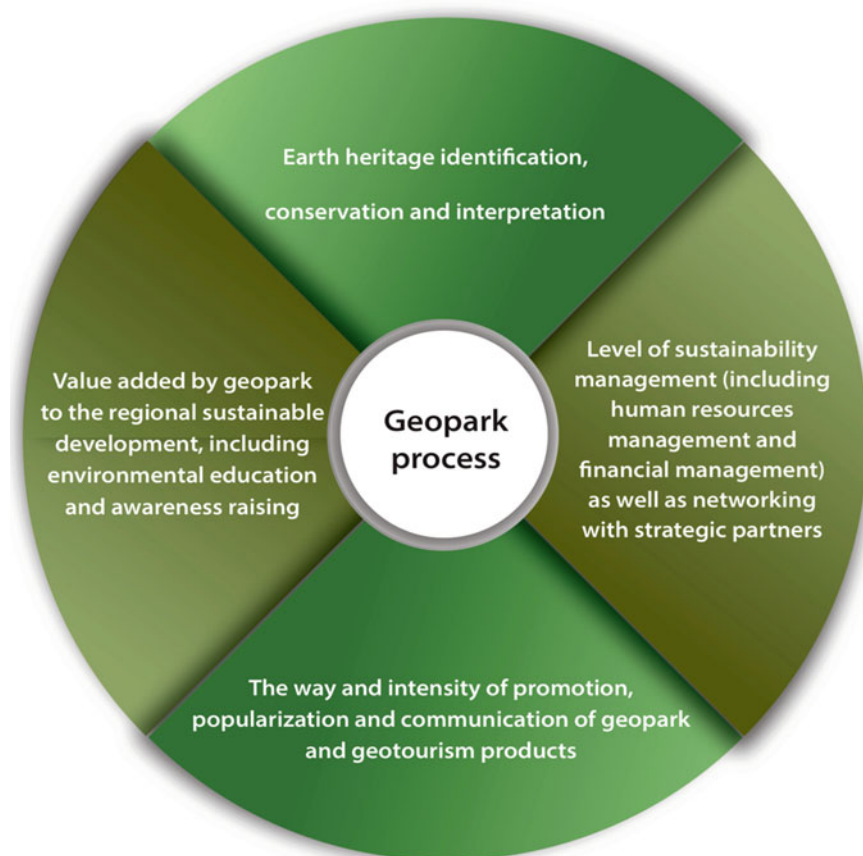 Earth heritage identification,
conservation and interpretation
Value added by geopark
to the regional sustainable
development, including
environmental education
and awareness raising
Geopark
process
Level of sustainability
management (including
human resources
management and
financial management)
as well as networking
with strategic partners
The way and intensity of promotion,
popularization and communication of geopark
and geotourism products